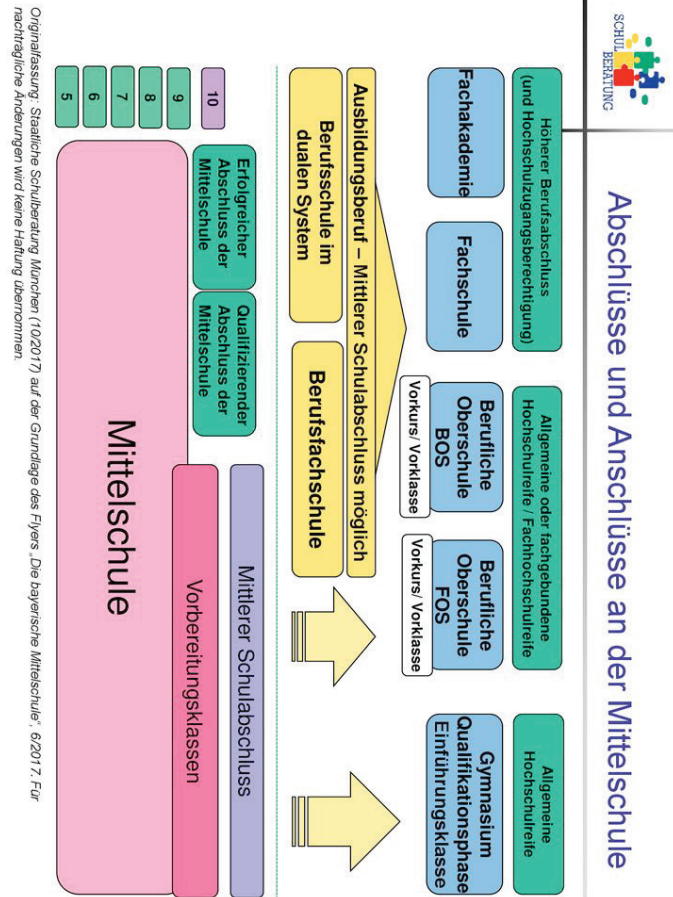 SCHUL
BERATUNG
Abschlüsse und Anschlüsse an der Mittelschule
Höherer Berufsabschluss
(und Hochschulzugangsberechtigung)
Allgemeine oder fachgebundene
Hochschulreife / Fachhochschulreife
Allgemeine
Hochschulreife
Fachakademie
Fachschule
Berufliche
Oberschule
BOS
Vorkurs/ Vorklasse
Berufliche
Oberschule
FOS
Vorkurs/ Vorklasse
Gymnasium
Qualifikationsphase
Einführungsklasse
Ausbildungsberuf – Mittlerer Schulabschluss möglich
Berufsschule im
dualen System
Berufsfachschule
10
9
8
7
6
5
Erfolgreicher
Abschluss der
Mittelschule
Qualifizierender
Abschluss der
Mittelschule
Mittlerer Schulabschluss
Vorbereitungsklassen
Mittelschule
Originalfassung: Staatliche Schulberatung München (10/2017) auf der Grundlage des Flyers „Die bayerische Mittelschule“, 6/2017. Für
nachträgliche Änderungen wird keine Haftung übernommen.